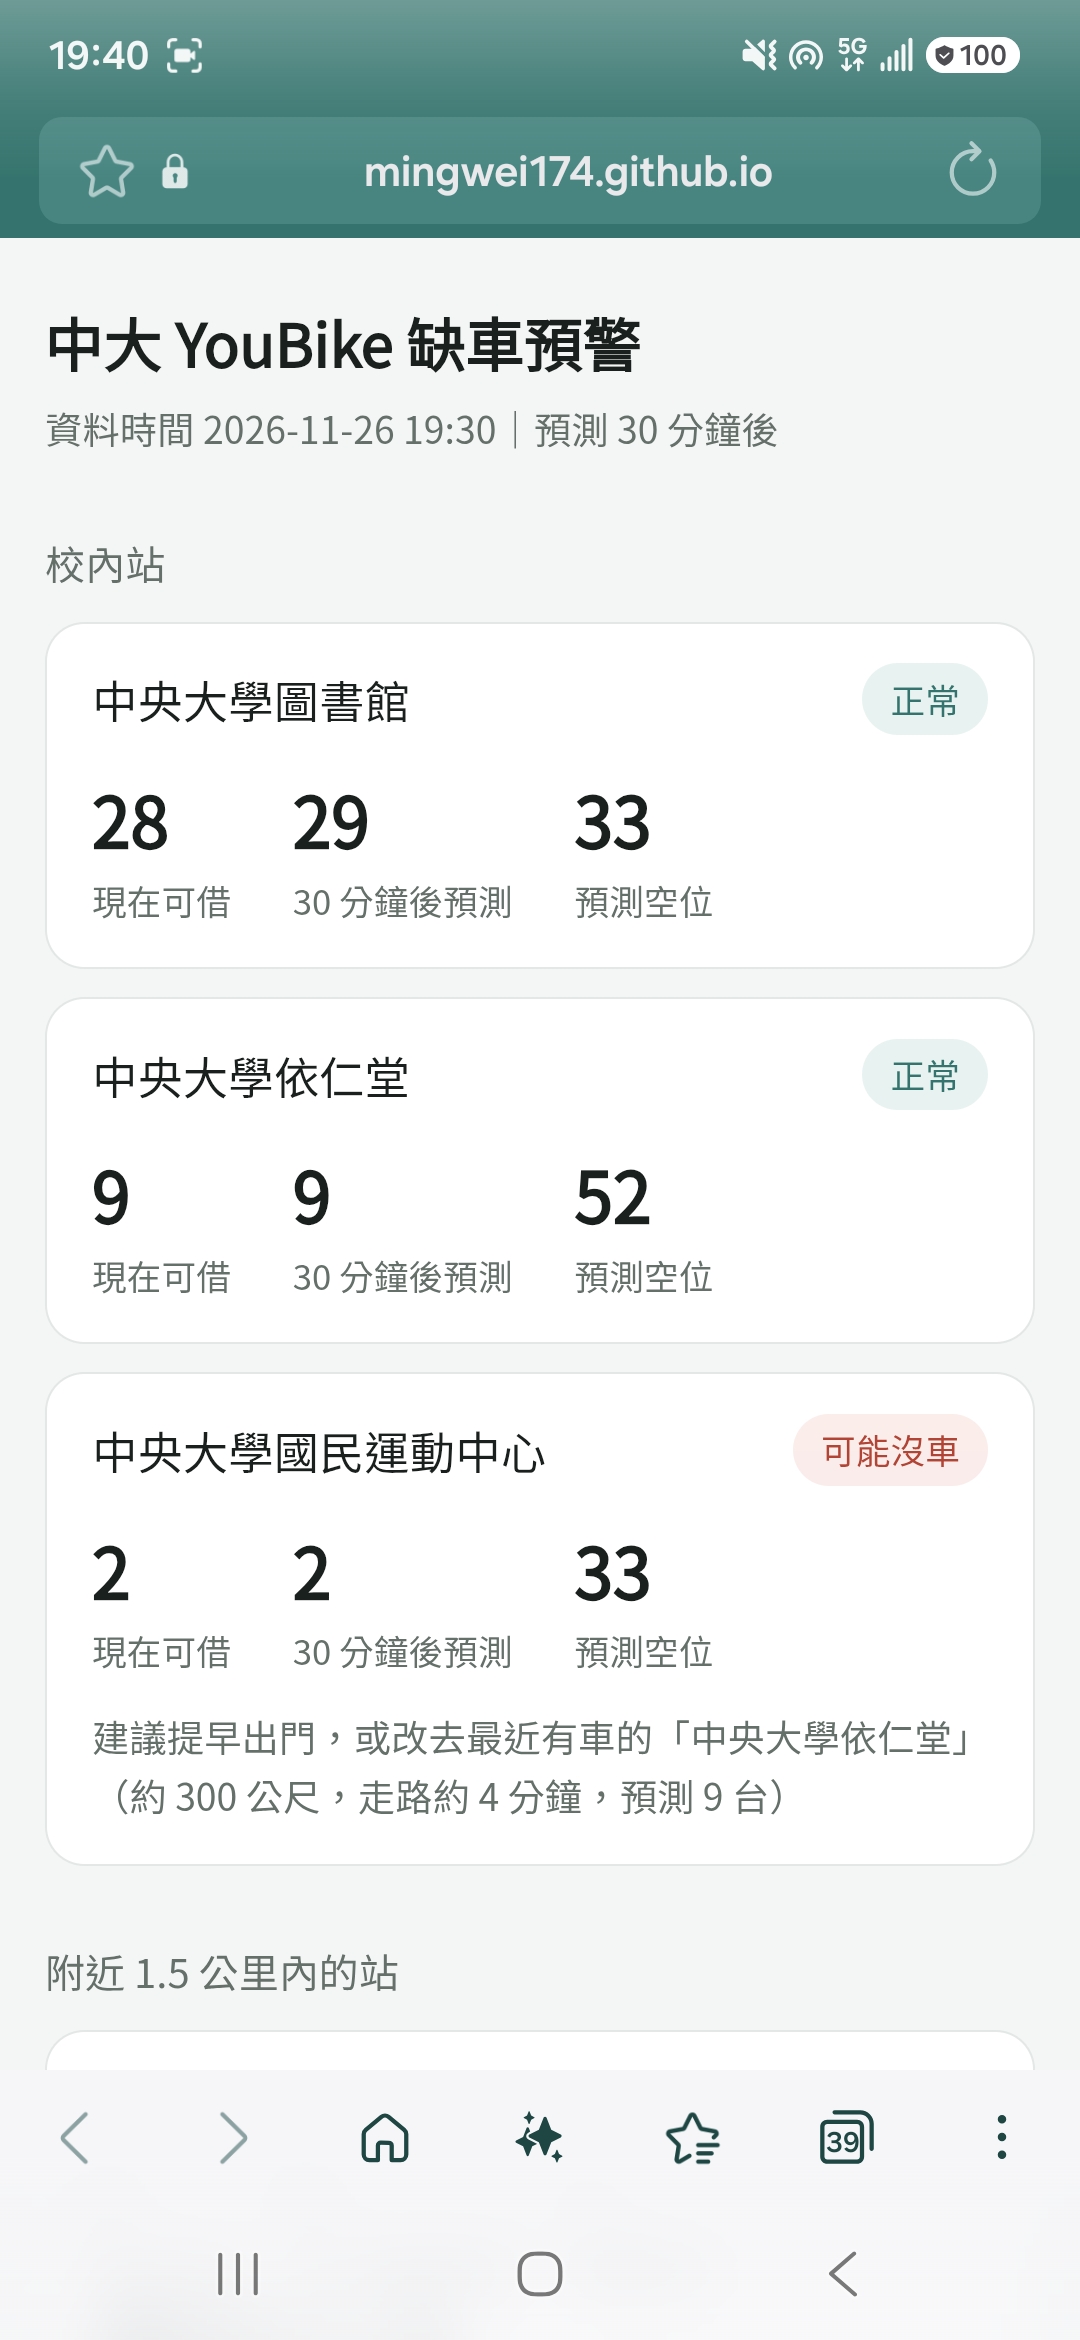 19:40
5G
100
mingwei174.github.io
中大 YouBike 缺車預警
資料時間 2026-11-26 19:30｜預測 30 分鐘後
校內站
中央大學圖書館
正常
28 29 33
現在可借 30 分鐘後預測 預測空位
中央大學依仁堂
正常
9 9 52
現在可借 30 分鐘後預測 預測空位
中央大學國民運動中心
可能沒車
2 2 33
現在可借 30 分鐘後預測 預測空位
建議提早出門，或改去最近有車的「中央大學依仁堂」
（約 300 公尺，走路約 4 分鐘，預測 9 台）
附近 1.5 公里內的站
39